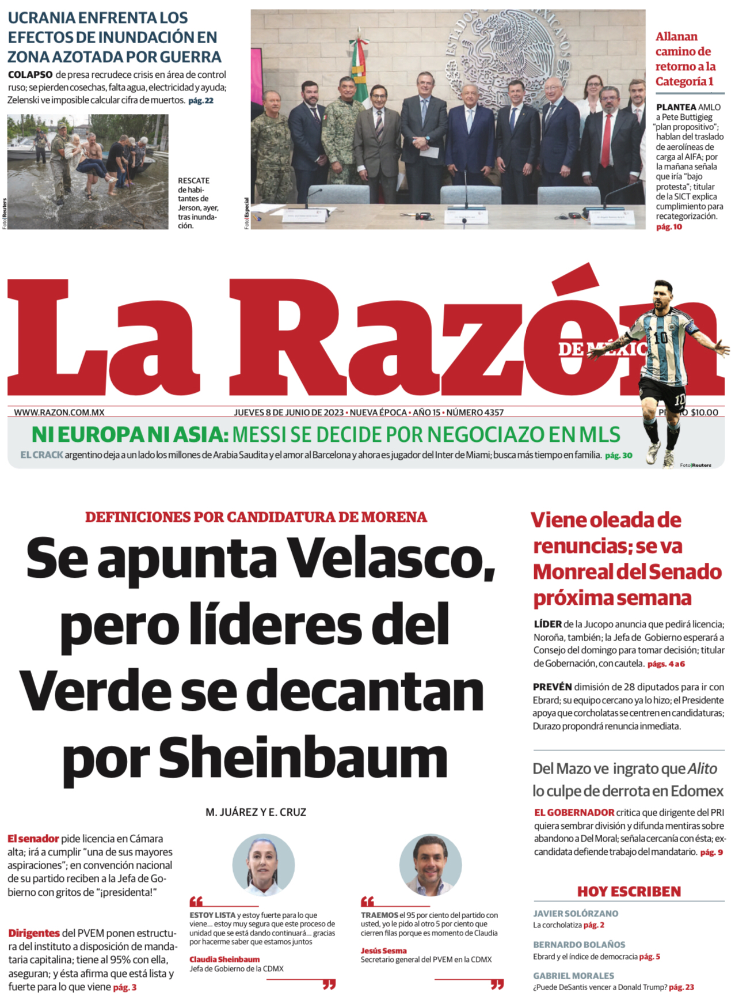 UCRANIA ENFRENTA LOS
EFECTOS DE INUNDACIÓN EN
ZONA AZOTADA POR GUERRA
COLAPSO de presa recrudece crisis en área de control
ruso; se pierden cosechas, falta agua, electricidad y ayuda;
Zelenski ve imposible calcular cifra de muertos. pág. 22
RESCATE
de habi-
tantes de
Jerson, ayer,
tras inunda-
ción.
Foto|Reuters
Foto|Especial
ESTADOS UNIDOS MEXICANOS
Allanan
camino de
retorno a la
Categoría 1
PLANTEA AMLO
a Pete Buttigieg
“plan propositivo”;
hablan del traslado
de aerolíneas de
carga al AIFA; por
la mañana señala
que iría “bajo
protesta”; titular
de la SICT explica
cumplimiento para
recategorización.
pág. 10
La Razón
DE MÉXIC
10
10
WWW.RAZON.COM.MX JUEVES 8 DE JUNIO DE 2023 • NUEVA ÉPOCA • AÑO 15 • NÚMERO 4357 $10.00
NI EUROPA NI ASIA: MESSI SE DECIDE POR NEGOCIAZO EN MLS
EL CRACK argentino deja a un lado los millones de Arabia Saudita y el amor al Barcelona y ahora es jugador del Inter de Miami; busca más tiempo en familia. pág. 30
Foto|Reuters
DEFINICIONES POR CANDIDATURA DE MORENA
Se apunta Velasco,
pero líderes del
Verde se decantan
por Sheinbaum
M. JUÁREZ Y E. CRUZ
El senador pide licencia en Cámara
alta; irá a cumplir “una de sus mayores
aspiraciones”; en convención nacional
de su partido reciben a la Jefa de Go-
bierno con gritos de “¡presidenta!”
Dirigentes del PVEM ponen estructu-
ra del instituto a disposición de manda-
taria capitalina; tiene al 95% con ella,
aseguran; y ésta afirma que está lista y
fuerte para lo que viene pág. 3
“
ESTOY LISTA y estoy fuerte para lo que
viene... estoy muy segura que este proceso de
unidad que se está dando continuará... gracias
por hacerme saber que estamos juntos
Claudia Sheinbaum
Jefa de Gobierno de la CDMX
”
“
TRAEMOS el 95 por ciento del partido con
usted, yo le pido al otro 5 por ciento que
cierren filas porque es momento de Claudia
Jesús Sesma
Secretario general del PVEM en la CDMX
”
Viene oleada de
renuncias; se va
Monreal del Senado
próxima semana
LÍDER de la Jucopo anuncia que pedirá licencia;
Noroña, también; la Jefa de Gobierno esperará a
Consejo del domingo para tomar decisión; titular
de Gobernación, con cautela. págs. 4 a 6
PREVÉN dimisión de 28 diputados para ir con
Ebrard; su equipo cercano ya lo hizo; el Presidente
apoya que corcholatas se centren en candidaturas;
Durazo propondrá renuncia inmediata.
Del Mazo ve ingrato que Alito
lo culpe de derrota en Edomex
EL GOBERNADOR critica que dirigente del PRI
quiera sembrar división y difunda mentiras sobre
abandono a Del Moral; señala cercanía con ésta; ex-
candidata defiende trabajo del mandatario. pág. 9
HOY ESCRIBEN
JAVIER SOLÓRZANO
La corcholatiza pág. 2
BERNARDO BOLAÑOS
Ebrard y el índice de democracia pág. 5
GABRIEL MORALES
¿Puede DeSantis vencer a Donald Trump? pág. 23